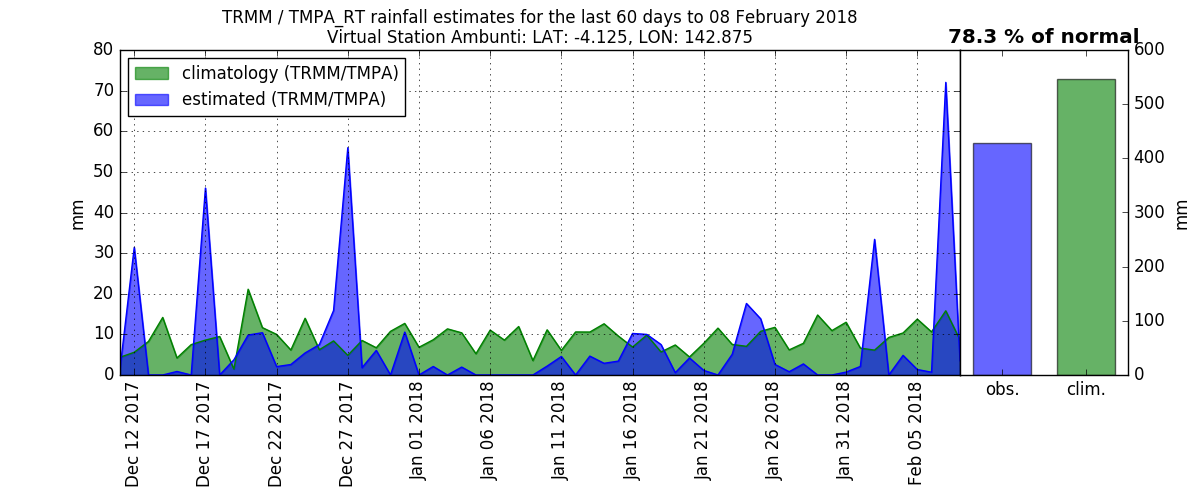 TRMM / TMPA_RT rainfall estimates for the last 60 days to 08 February 2018
Virtual Station Ambunti: LAT: -4.125, LON: 142.875
78.3 % of normal
climatology (TRMM/TMPA)
estimated (TRMM/TMPA)
80
70
60
50
40
30
20
10
0
mm
Dec 12 2017
Dec 17 2017
Dec 22 2017
Dec 27 2017
Jan 01 2018
Jan 06 2018
Jan 11 2018
Jan 16 2018
Jan 21 2018
Jan 26 2018
Jan 31 2018
Feb 05 2018
obs.
clim.
600
500
400
300
200
100
0
mm